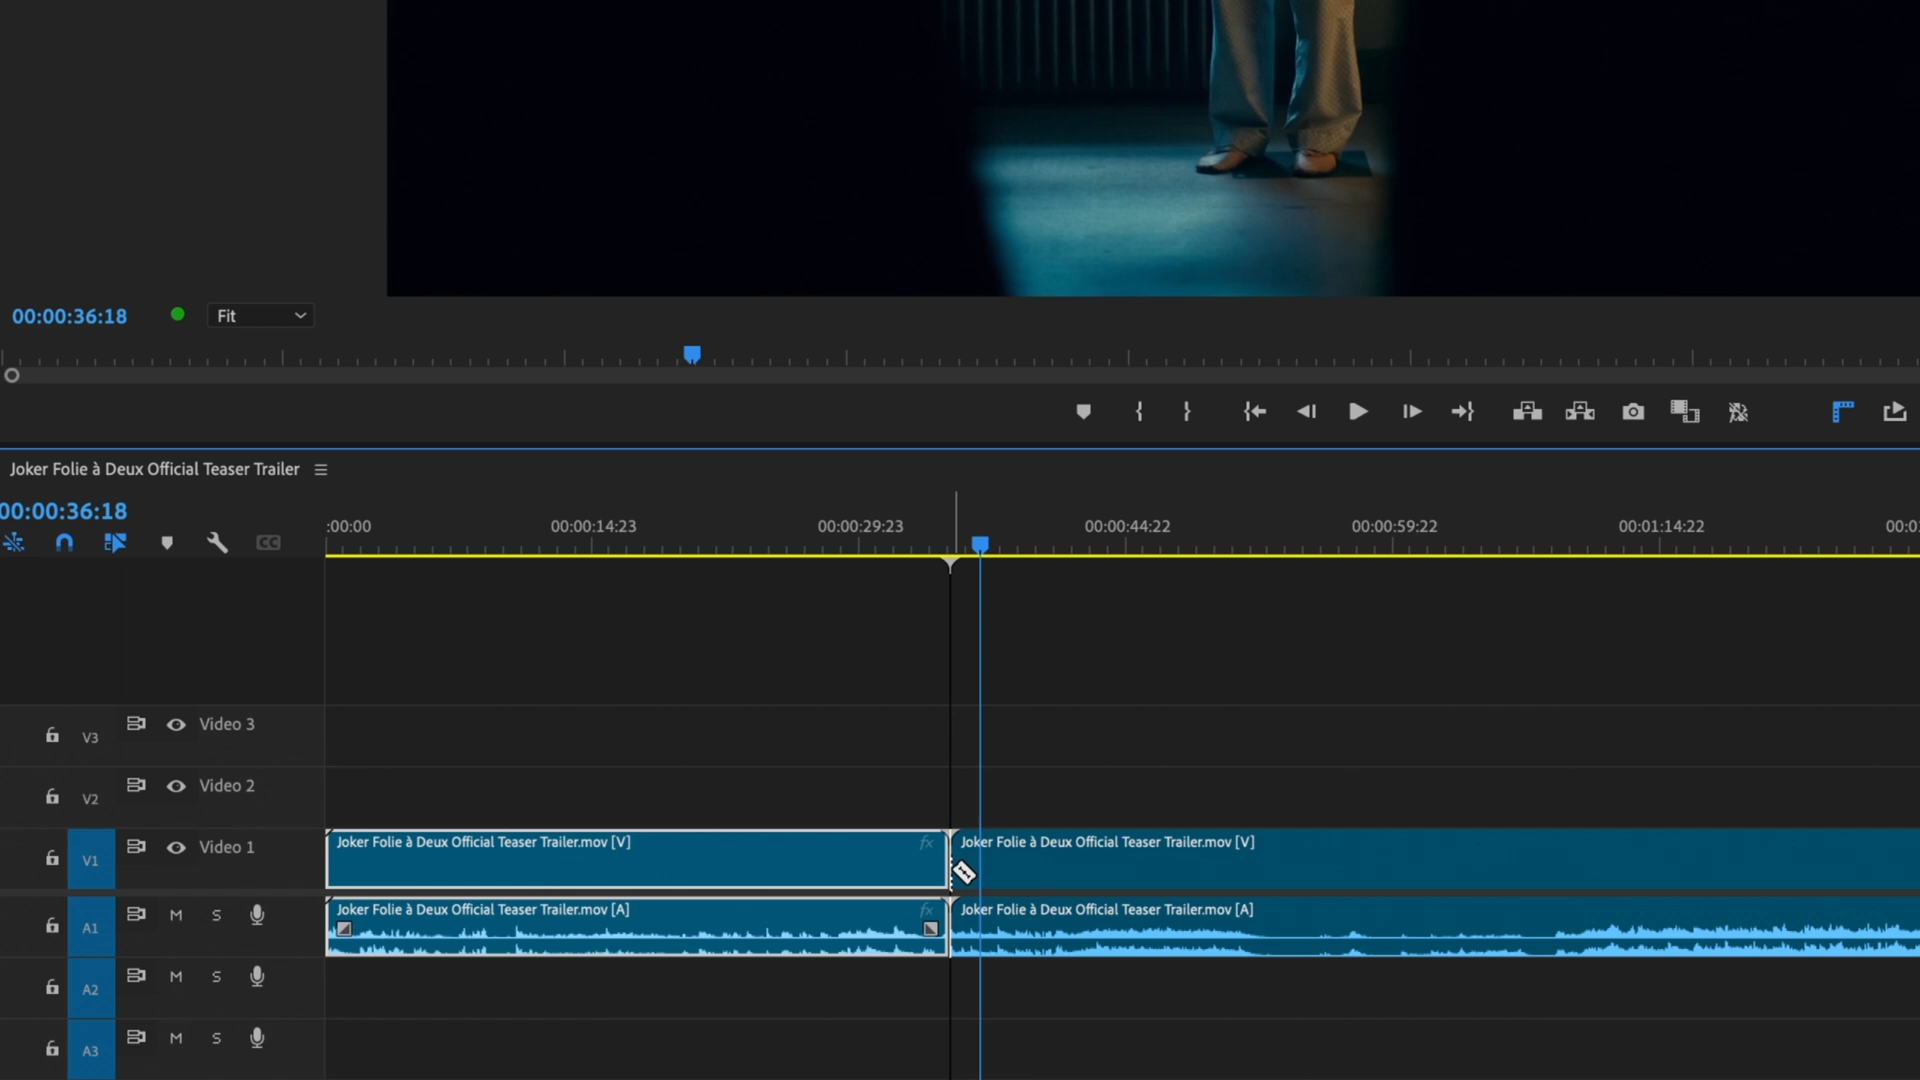 00:00:36:18
Fit
Joker Folie à Deux Official Teaser Trailer
00:00:36:18
:00:00
00:00:14:23
00:00:29:23
00:00:44:22
00:00:59:22
00:01:14:22
CC
V3
Video 3
V2
Video 2
V1
Video 1
Joker Folie à Deux Official Teaser Trailer.mov [V]
fx
Joker Folie à Deux Official Teaser Trailer.mov [V]
A1
M
S
Joker Folie à Deux Official Teaser Trailer.mov [A]
fx
Joker Folie à Deux Official Teaser Trailer.mov [A]
A2
M
S
A3
M
S